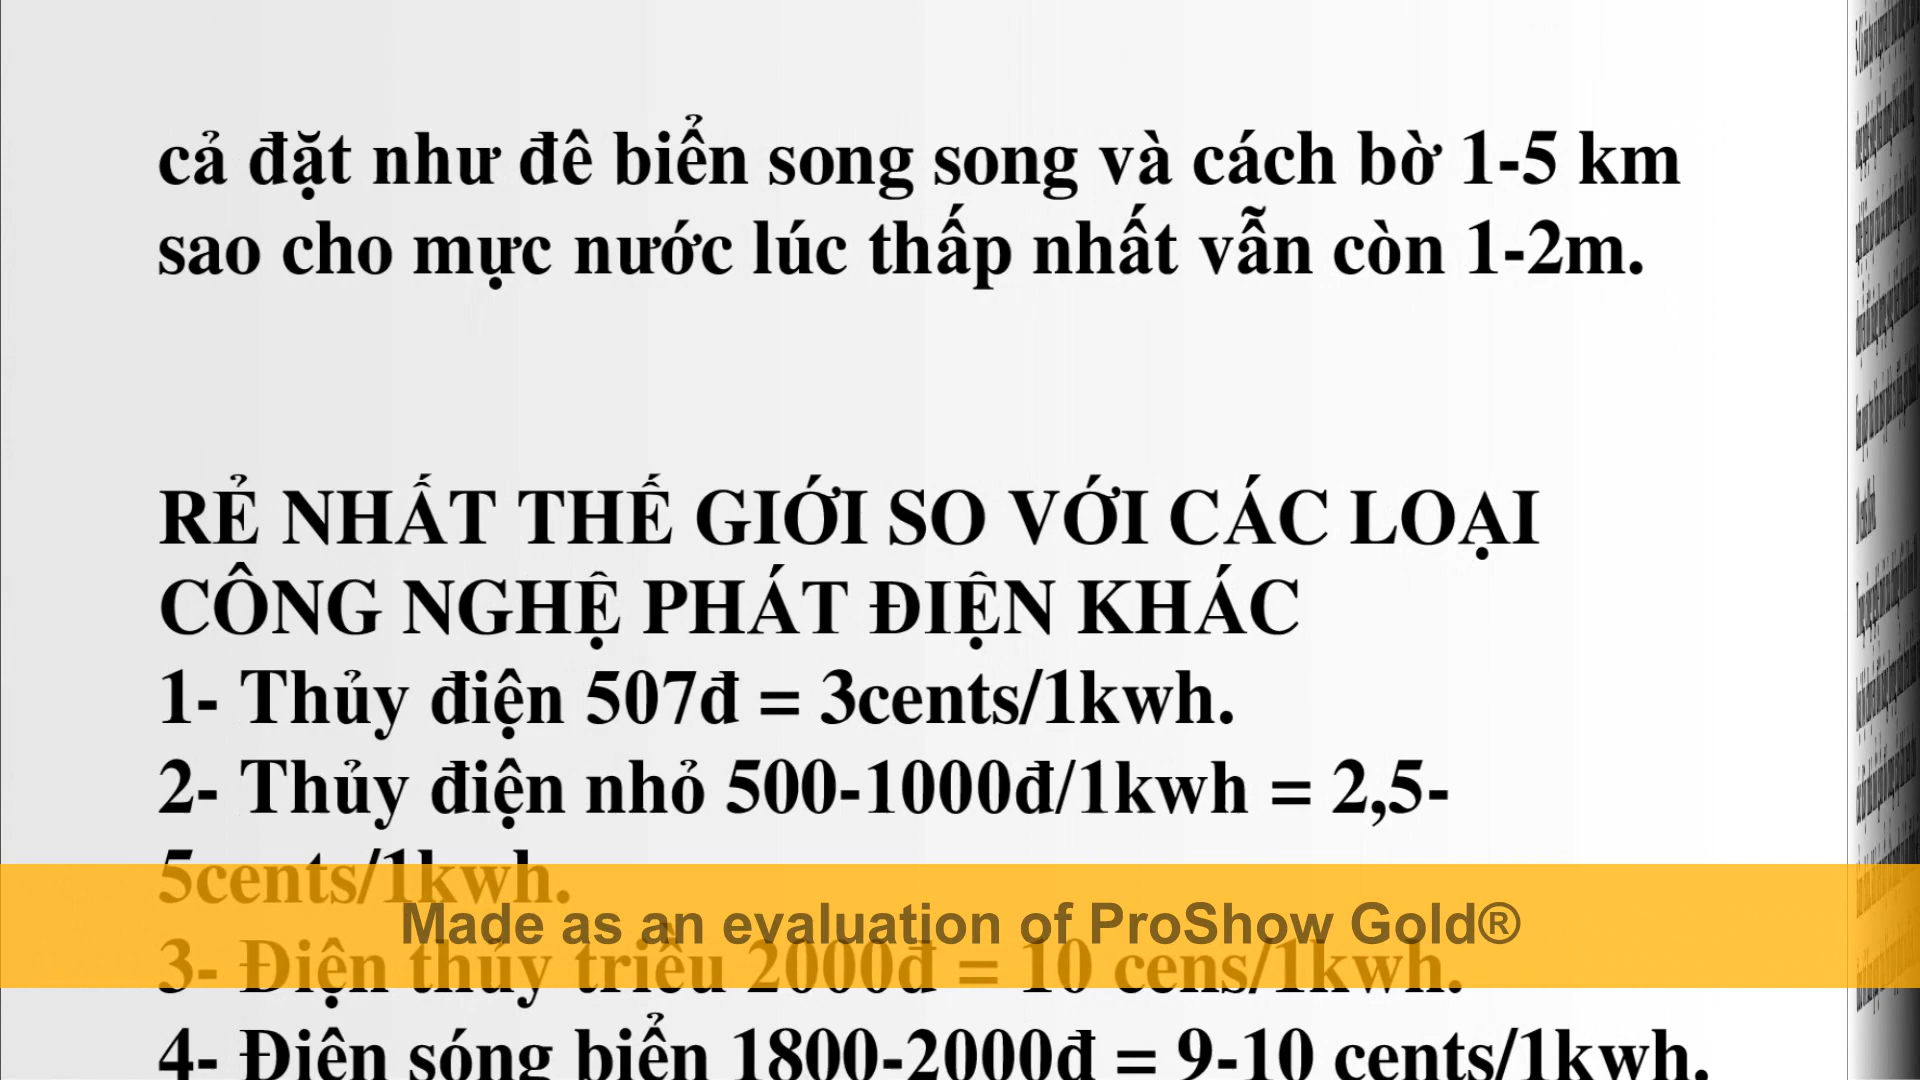 cả đặt như đê biển song song và cách bờ 1-5 km
sao cho mực nước lúc thấp nhất vẫn còn 1-2m.
RẺ NHẤT THẾ GIỚI SO VỚI CÁC LOẠI
CÔNG NGHỆ PHÁT ĐIỆN KHÁC
1- Thủy điện 507đ = 3cents/1kwh.
2- Thủy điện nhỏ 500-1000đ/1kwh = 2,5-
5cents/1kwh.
Made as an evaluation of ProShow Gold®
3- Điện thủy triều 2000đ = 10 cens/1kwh.
4- Điện sóng biển 1800-2000đ = 9-10 cents/1kwh.